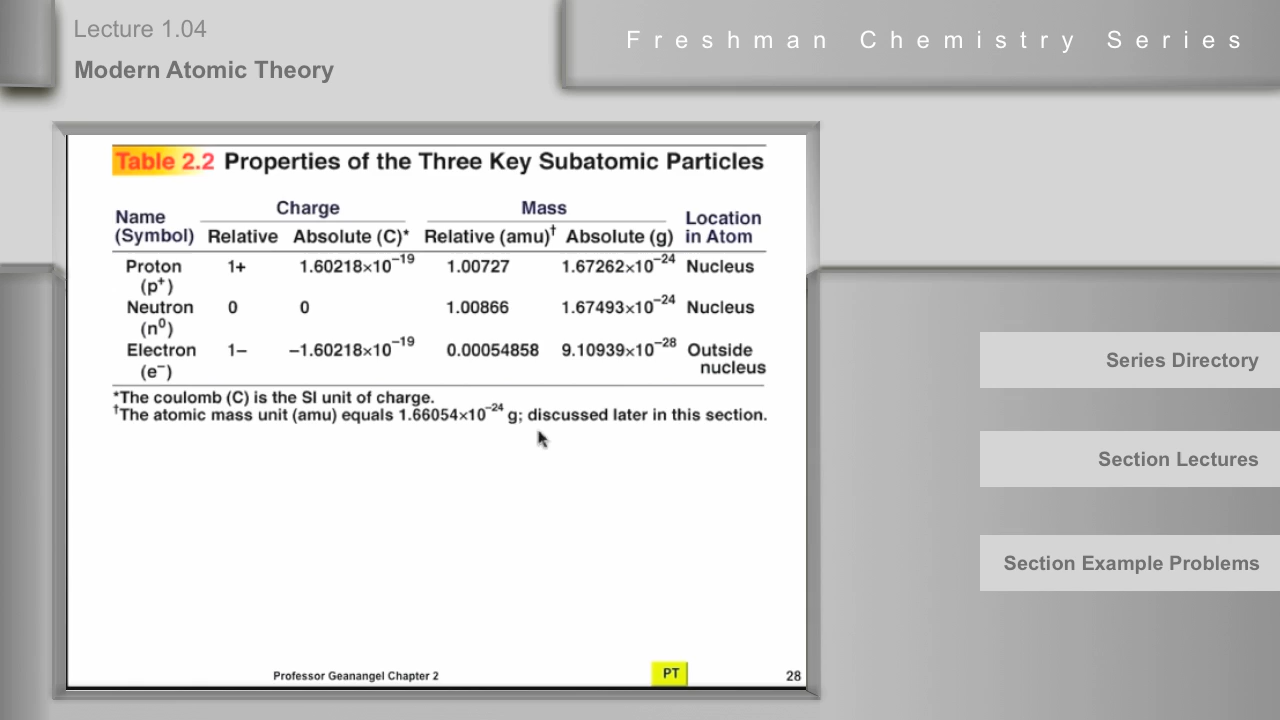 Lecture 1.04
Modern Atomic Theory
Freshman Chemistry Series
Table 2.2 Properties of the Three Key Subatomic Particles
Charge Mass
Name (Symbol) Relative Absolute (C)* Relative (amu)† Absolute (g) Location in Atom
Proton (p⁺) 1+ 1.60218×10⁻¹⁹ 1.00727 1.67262×10⁻²⁴ Nucleus
Neutron (n⁰) 0 0 1.00866 1.67493×10⁻²⁴ Nucleus
Electron (e⁻) 1– –1.60218×10⁻¹⁹ 0.00054858 9.10939×10⁻²⁸ Outside nucleus
*The coulomb (C) is the SI unit of charge.
†The atomic mass unit (amu) equals 1.66054×10⁻²⁴ g; discussed later in this section.
Series Directory
Section Lectures
Section Example Problems
Professor Geanangel Chapter 2 PT 28